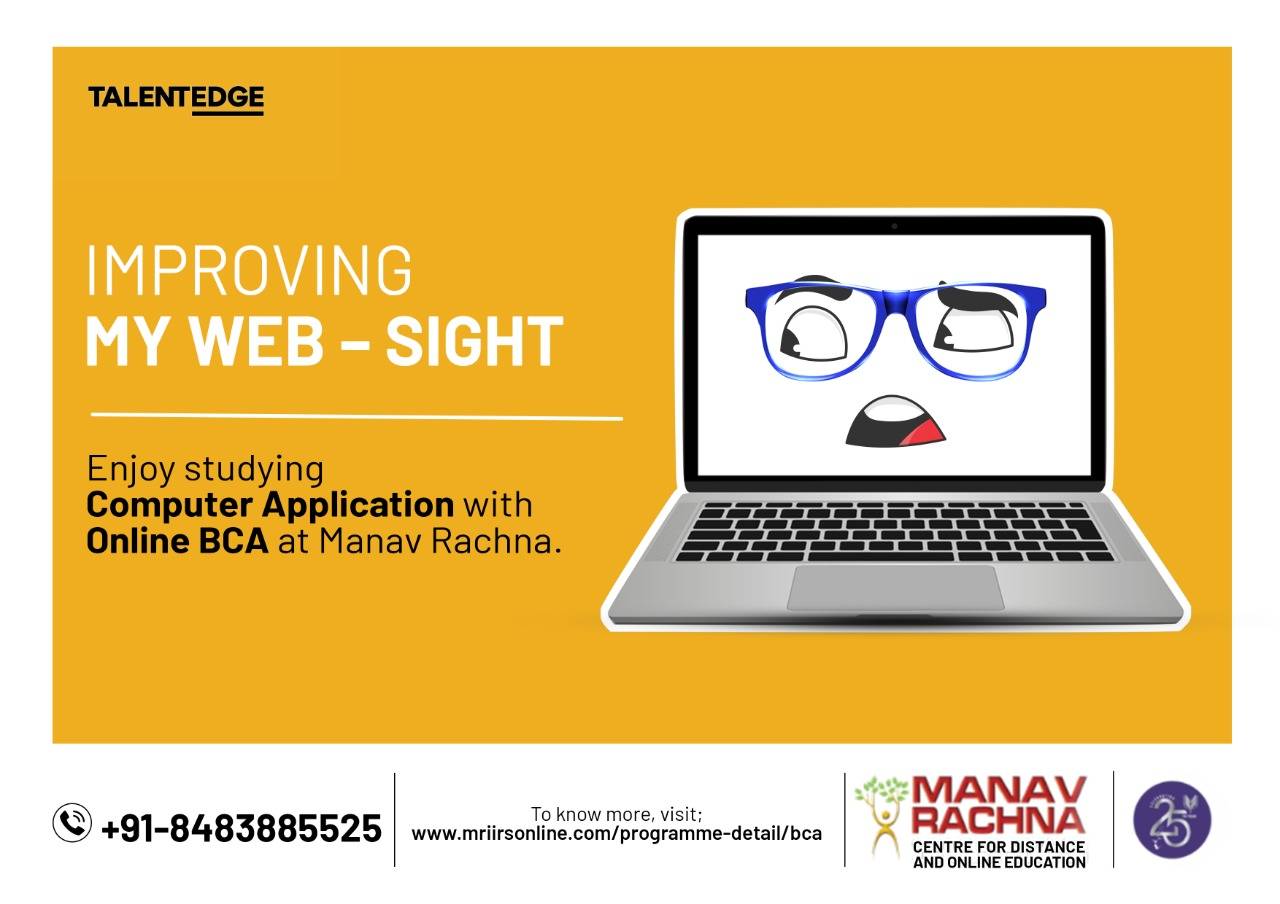 TALENTEDGE
IMPROVING
MY WEB – SIGHT
Enjoy studying
Computer Application with
Online BCA at Manav Rachna.
+91-8483885525
To know more, visit;
www.mriirsonline.com/programme-detail/bca
MANAV
RACHNA
CENTRE FOR DISTANCE
AND ONLINE EDUCATION
25